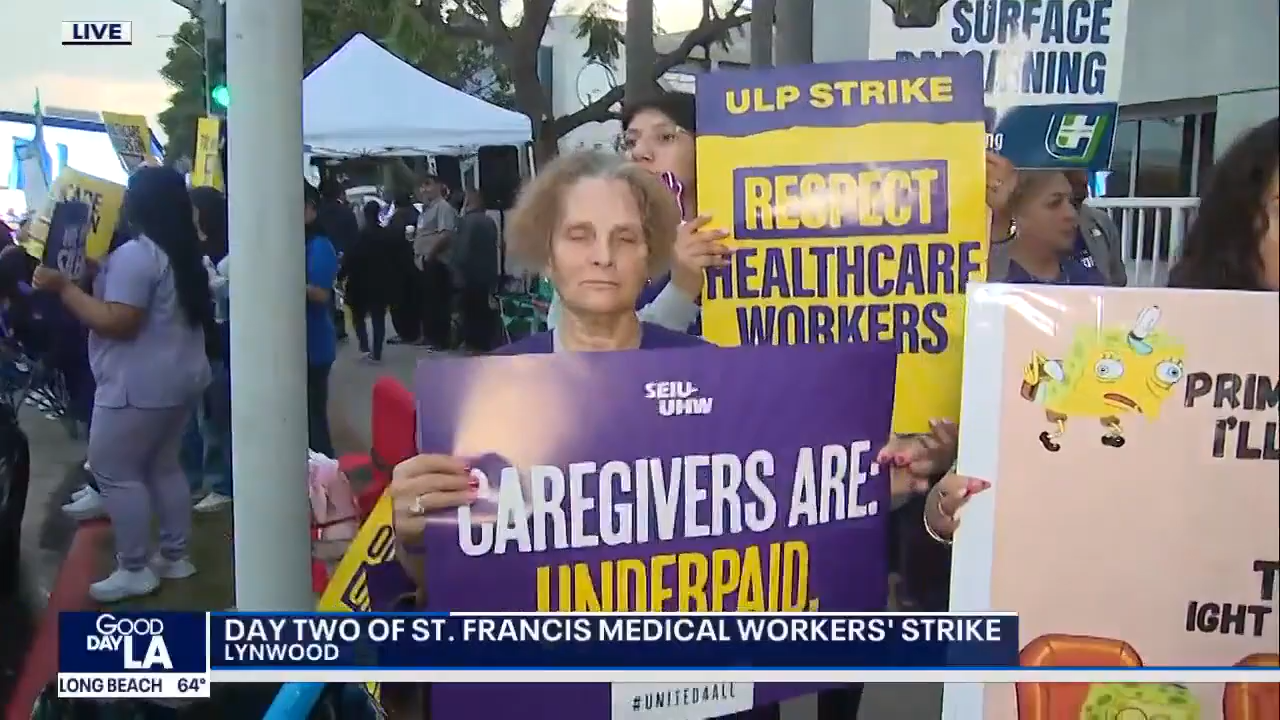 LIVE
SURFACE
BARGAINING
ULP STRIKE
RESPECT
HEALTHCARE
WORKERS
SEIU-
UHW
CAREGIVERS ARE:
UNDERPAID.
#UNITED4ALL
PRIM
I'LL
T
IGHT
GOOD
DAY LA
DAY TWO OF ST. FRANCIS MEDICAL WORKERS' STRIKE
LYNWOOD
LONG BEACH 64°